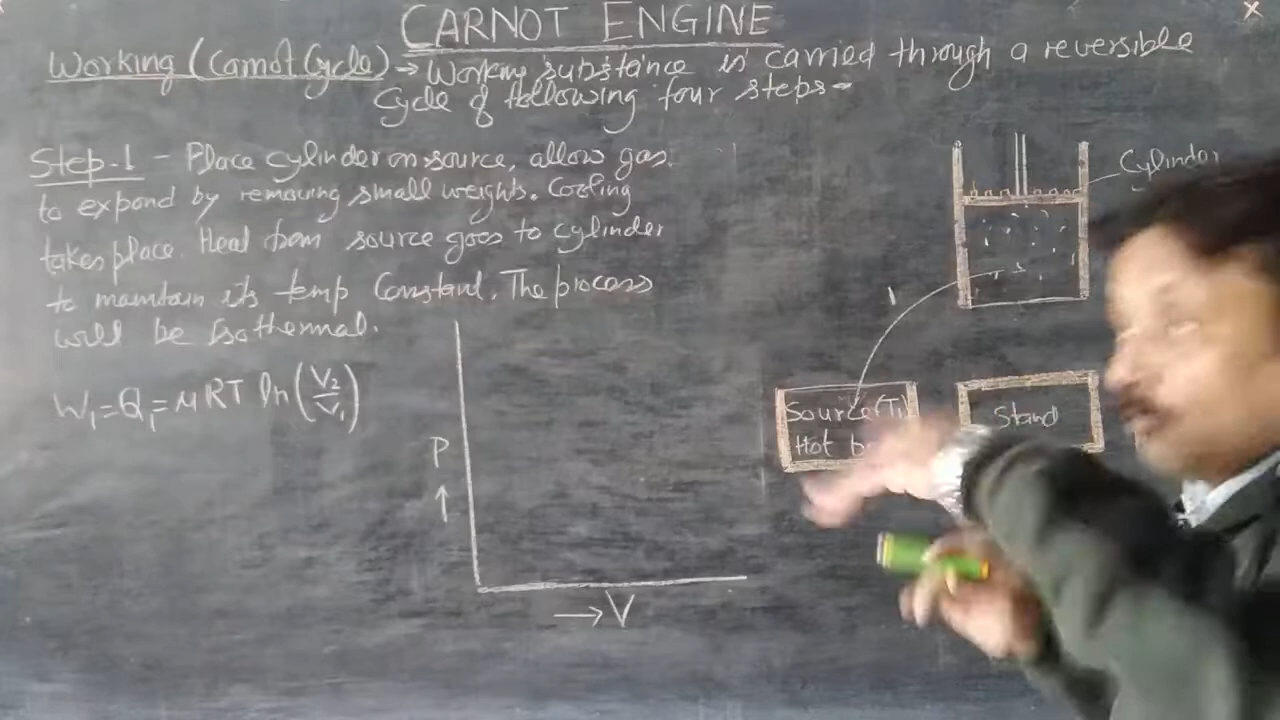 CARNOT ENGINE
Working (Carnot Cycle) → Working substance is carried through a reversible
Cycle of following four steps-
Step-1 - Place cylinder on source, allow gas
to expand by removing small weights. Cooling
takes place. Heat from source goes to cylinder
to maintain its temp Constant. The process
will be Isothermal.
W₁=Q₁=μRT ln(V₂/V₁)
P
↑
→V
Cylinder
Source(T₁)
Hot
Stand